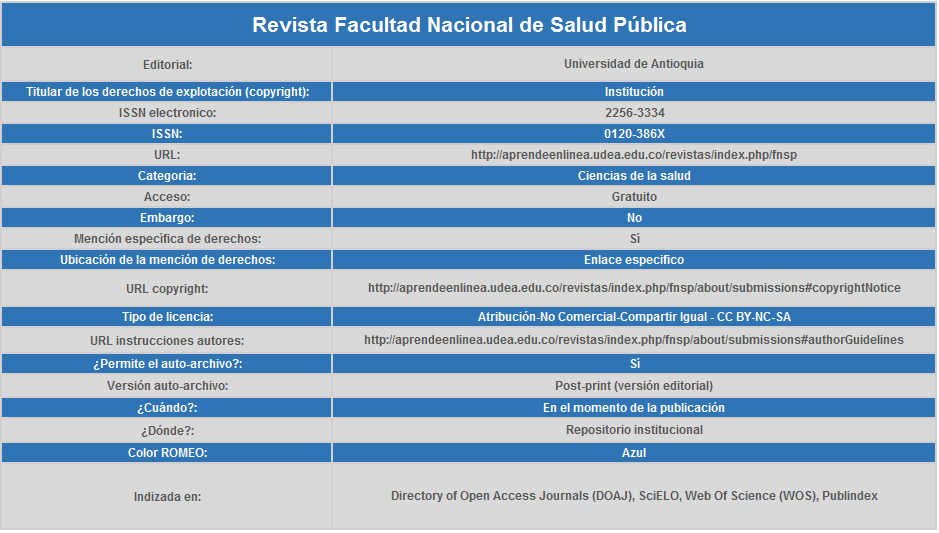 Revista Facultad Nacional de Salud Pública
Editorial: Universidad de Antioquia
Titular de los derechos de explotación (copyright): Institución
ISSN electronico: 2256-3334
ISSN: 0120-386X
URL: http://aprendeenlinea.udea.edu.co/revistas/index.php/fnsp
Categoria: Ciencias de la salud
Acceso: Gratuito
Embargo: No
Mención específica de derechos: Sì
Ubicación de la mención de derechos: Enlace especifico
URL copyright: http://aprendeenlinea.udea.edu.co/revistas/index.php/fnsp/about/submissions#copyrightNotice
Tipo de licencia: Atribución-No Comercial-Compartir Igual - CC BY-NC-SA
URL instrucciones autores: http://aprendeenlinea.udea.edu.co/revistas/index.php/fnsp/about/submissions#authorGuidelines
¿Permite el auto-archivo?: Sì
Versión auto-archivo: Post-print (versión editorial)
¿Cuándo?: En el momento de la publicación
¿Dónde?: Repositorio institucional
Color ROMEO: Azul
Indizada en: Directory of Open Access Journals (DOAJ), SciELO, Web Of Science (WOS), Publindex